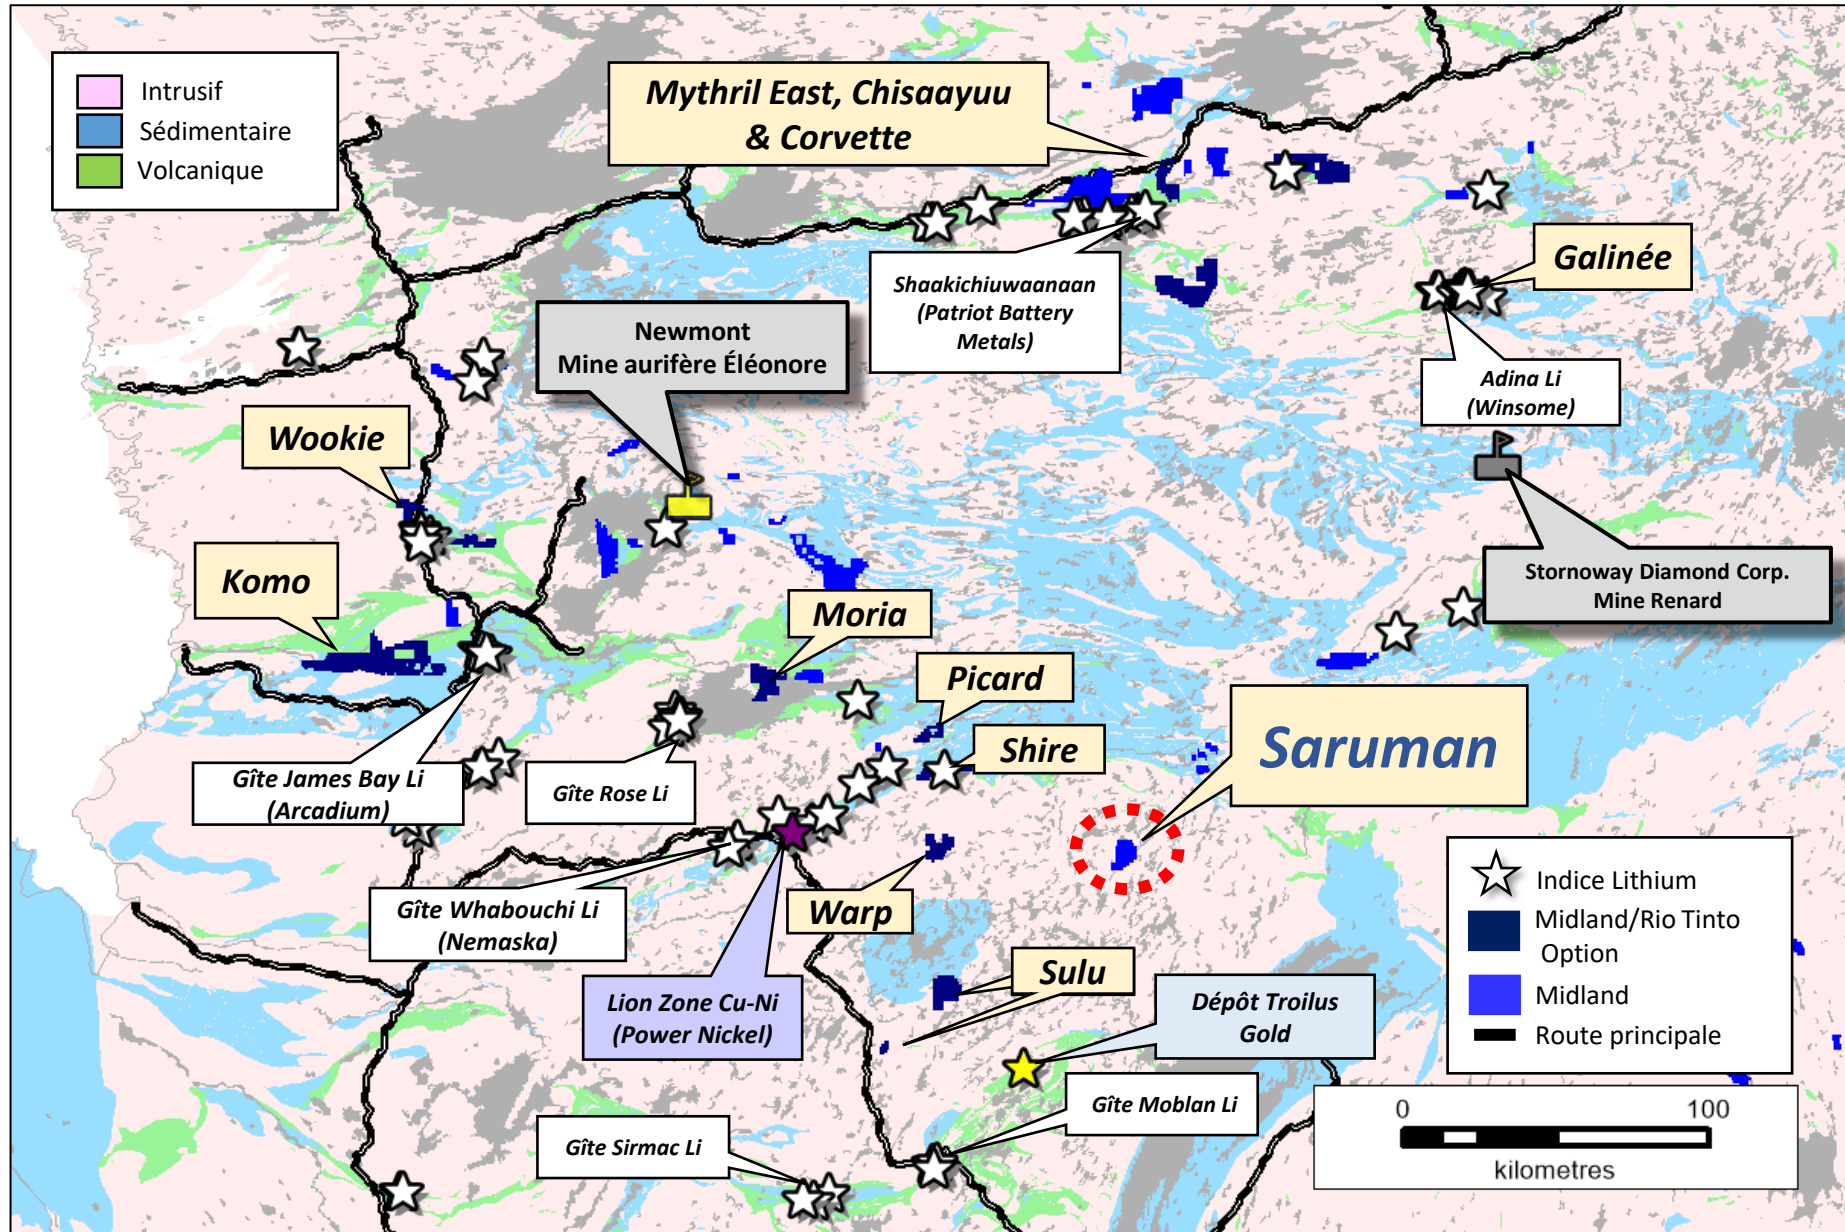 Intrusif
Sédimentaire
Volcanique
Mythril East, Chisaayuu
& Corvette
Shaakichiuwaanaan
(Patriot Battery
Metals)
Galinée
Newmont
Mine aurifère Éléonore
Adina Li
(Winsome)
Wookie
Stornoway Diamond Corp.
Mine Renard
Komo
Moria
Picard
Saruman
Shire
Gîte James Bay Li
(Arcadium)
Gîte Rose Li
Gîte Whabouchi Li
(Nemaska)
Warp
Lion Zone Cu-Ni
(Power Nickel)
Sulu
Dépôt Troilus
Gold
Gîte Moblan Li
Gîte Sirmac Li
Indice Lithium
Midland/Rio Tinto
Option
Midland
Route principale
0 100
kilometres